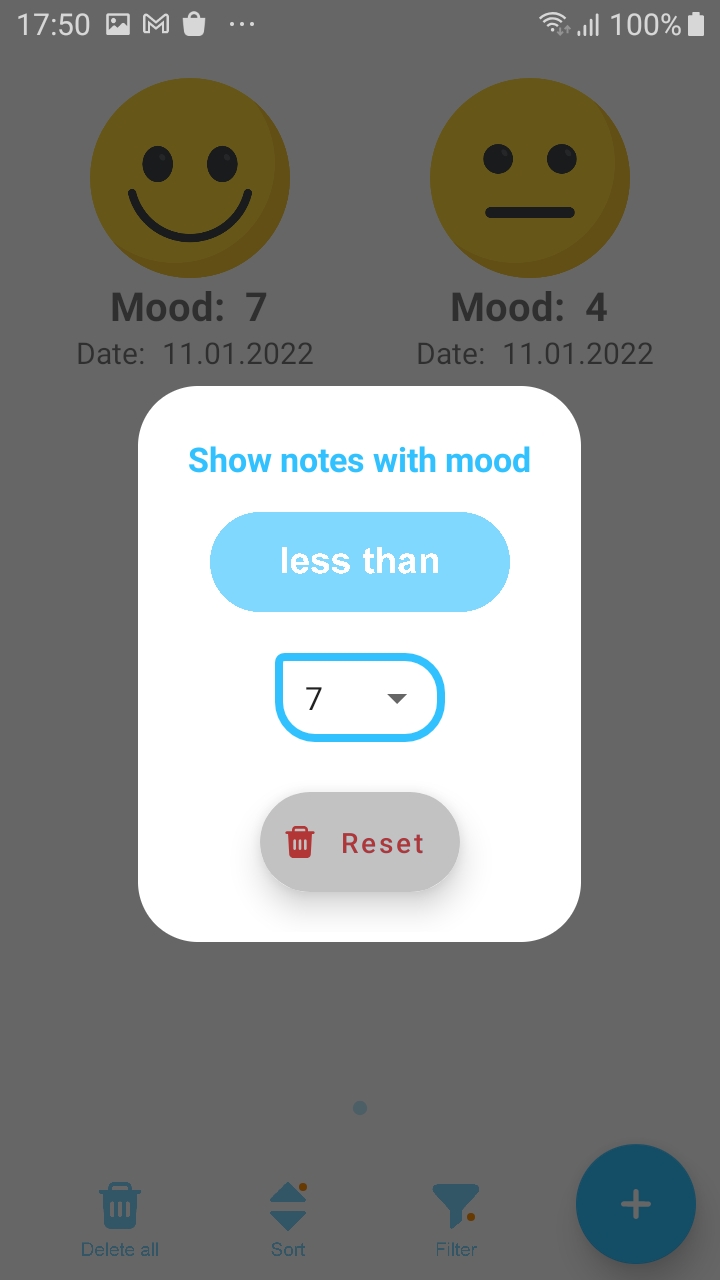 17:50 100%
Mood: 7 Mood: 4
Date: 11.01.2022 Date: 11.01.2022
Show notes with mood
less than
7
Reset
Delete all Sort Filter